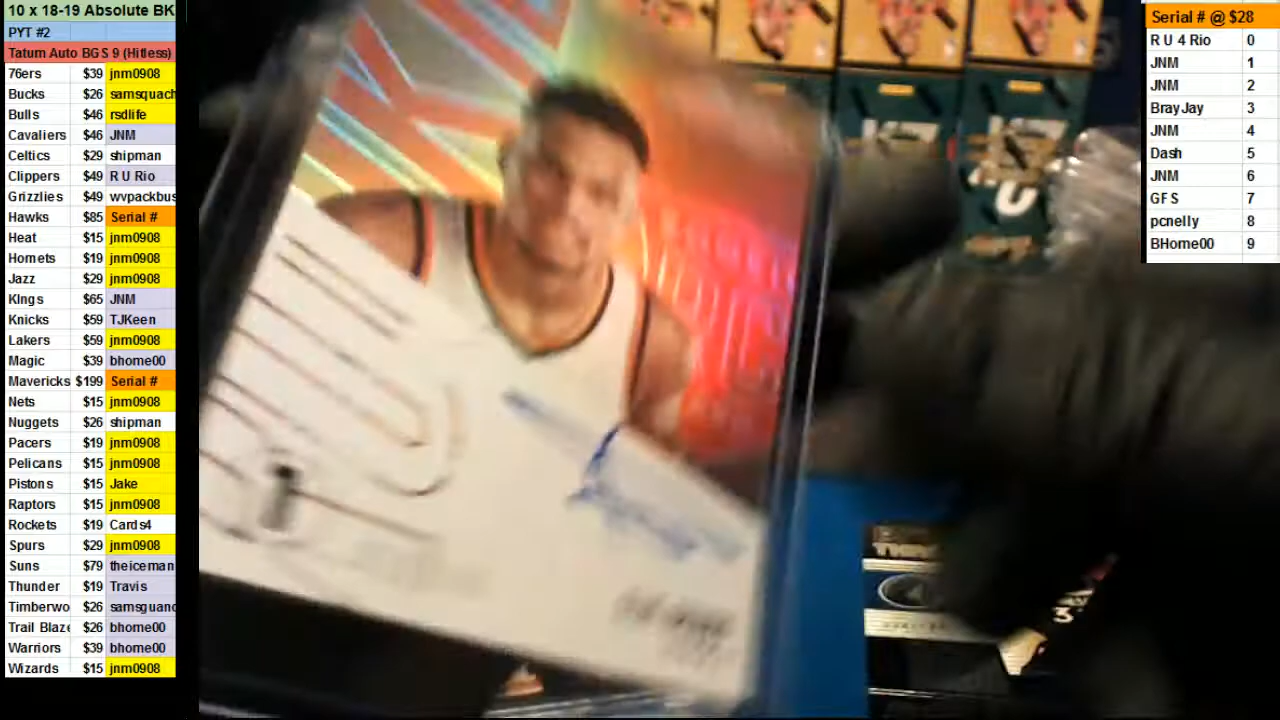 10 x 18-19 Absolute BK
PYT #2
Tatum Auto BGS 9 (Hitless)
76ers $39 jnm0908
Bucks $26 samsquach
Bulls $46 rsdlife
Cavaliers $46 JNM
Celtics $29 shipman
Clippers $49 R U Rio
Grizzlies $49 wvpackbus
Hawks $85 Serial #
Heat $15 jnm0908
Hornets $19 jnm0908
Jazz $29 jnm0908
KIngs $65 JNM
Knicks $59 TJKeen
Lakers $59 jnm0908
Magic $39 bhome00
Mavericks $199 Serial #
Nets $15 jnm0908
Nuggets $26 shipman
Pacers $19 jnm0908
Pelicans $15 jnm0908
Pistons $15 Jake
Raptors $15 jnm0908
Rockets $19 Cards4
Spurs $29 jnm0908
Suns $79 theiceman
Thunder $19 Travis
Timberwo $26 samsguanc
Trail Blaze $26 bhome00
Warriors $39 bhome00
Wizards $15 jnm0908
Serial # @ $28
R U 4 Rio 0
JNM 1
JNM 2
BrayJay 3
JNM 4
Dash 5
JNM 6
GFS 7
pcnelly 8
BHome00 9